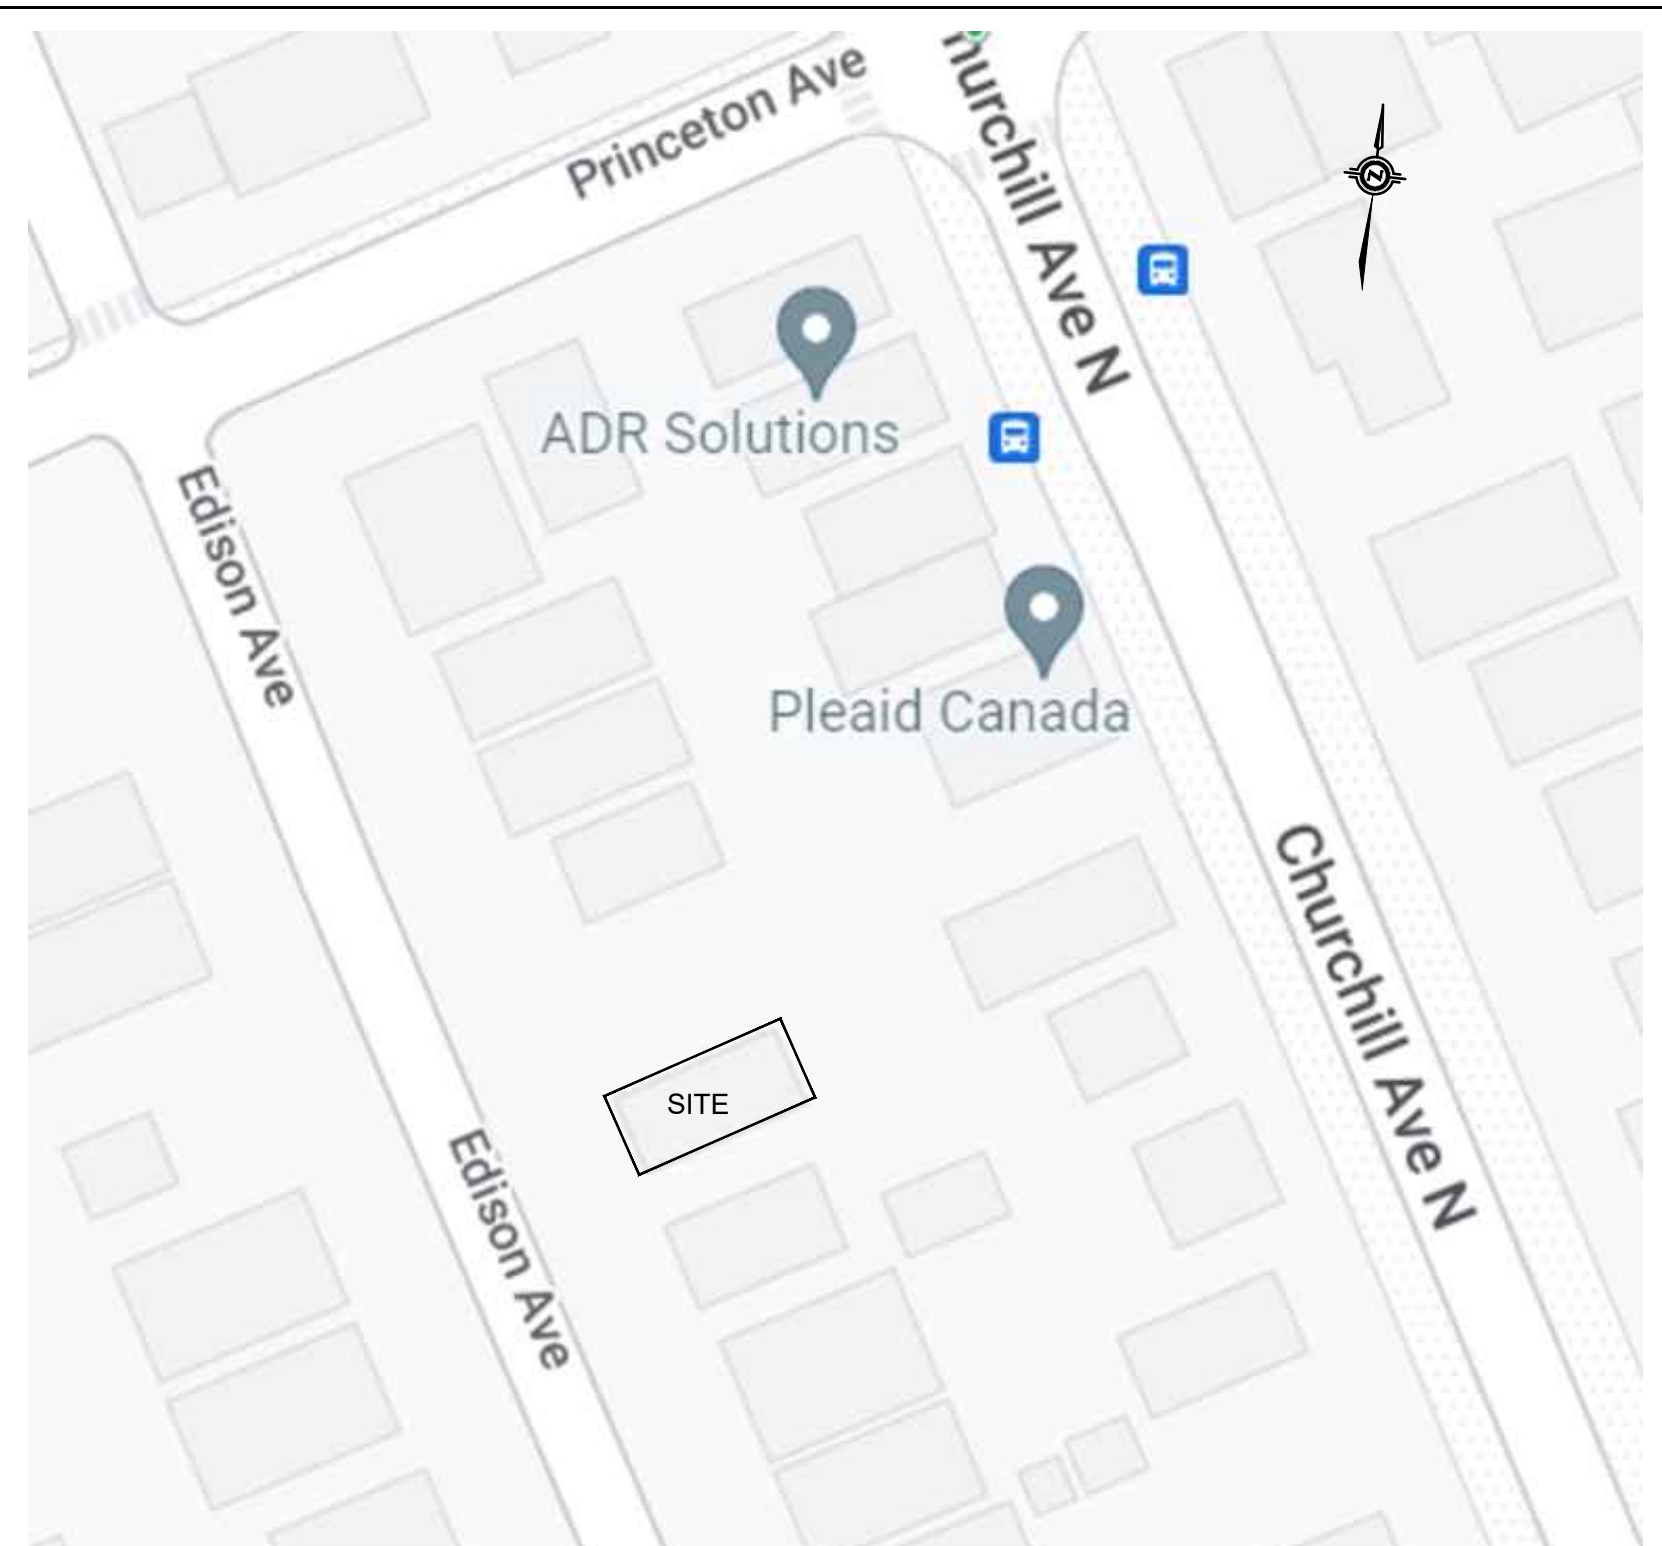 Princeton Ave
hurchill Ave N
ADR Solutions
Edison Ave
Pleaid Canada
Churchill Ave N
SITE
Edison Ave
N